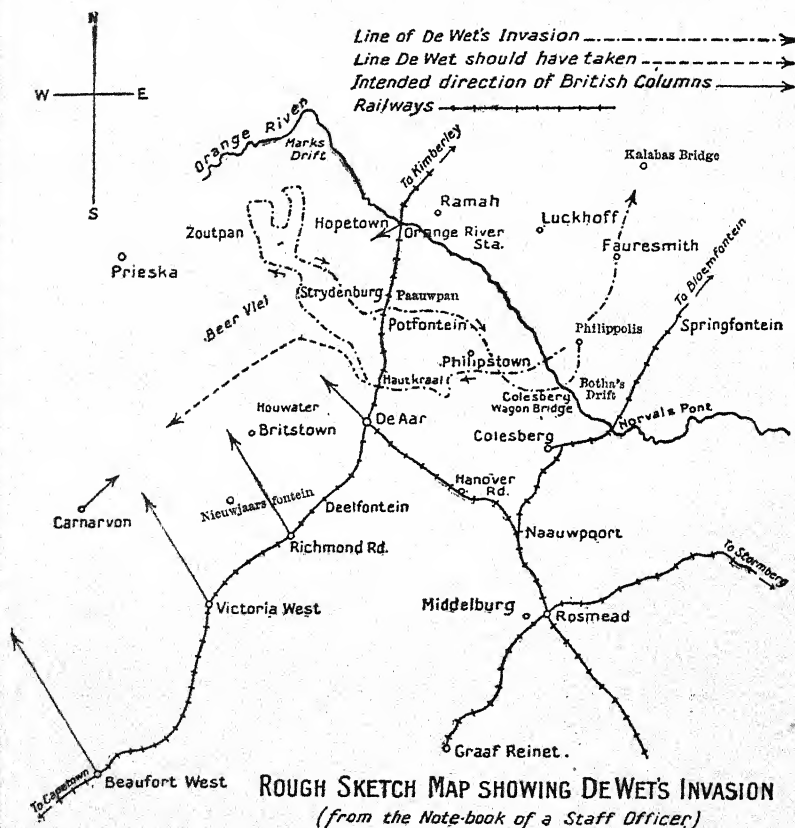 N
W
E
S
Line of De Wet's Invasion
Line De Wet should have taken
Intended direction of British Columns
Railways
Orange River
Marks
Drift
To Kimberley
Kalabas Bridge
Ramah
Zoutpan
Hopetown
Orange River
Sta.
Luckhoff
Fauresmith
Prieska
To Bloemfontein
Strydenburg
Paauwpan
Beer Vlei
Potfontein
Springfontein
Philippolis
Philipstown
Hautkraal
Botha's
Drift
Colesberg
Wagon Bridge
Norval's Pont
Houwater
De Aar
Britstown
Colesberg
Hanover
Rd.
Nieuwjaarsfontein
Deelfontein
Carnarvon
Naauwpoort
Richmond Rd.
To Stormberg
Victoria West
Middelburg
Rosmead
Graaf Reinet.
To Capetown
Beaufort West
ROUGH SKETCH MAP SHOWING DE WET'S INVASION
(from the Note-book of a Staff Officer)